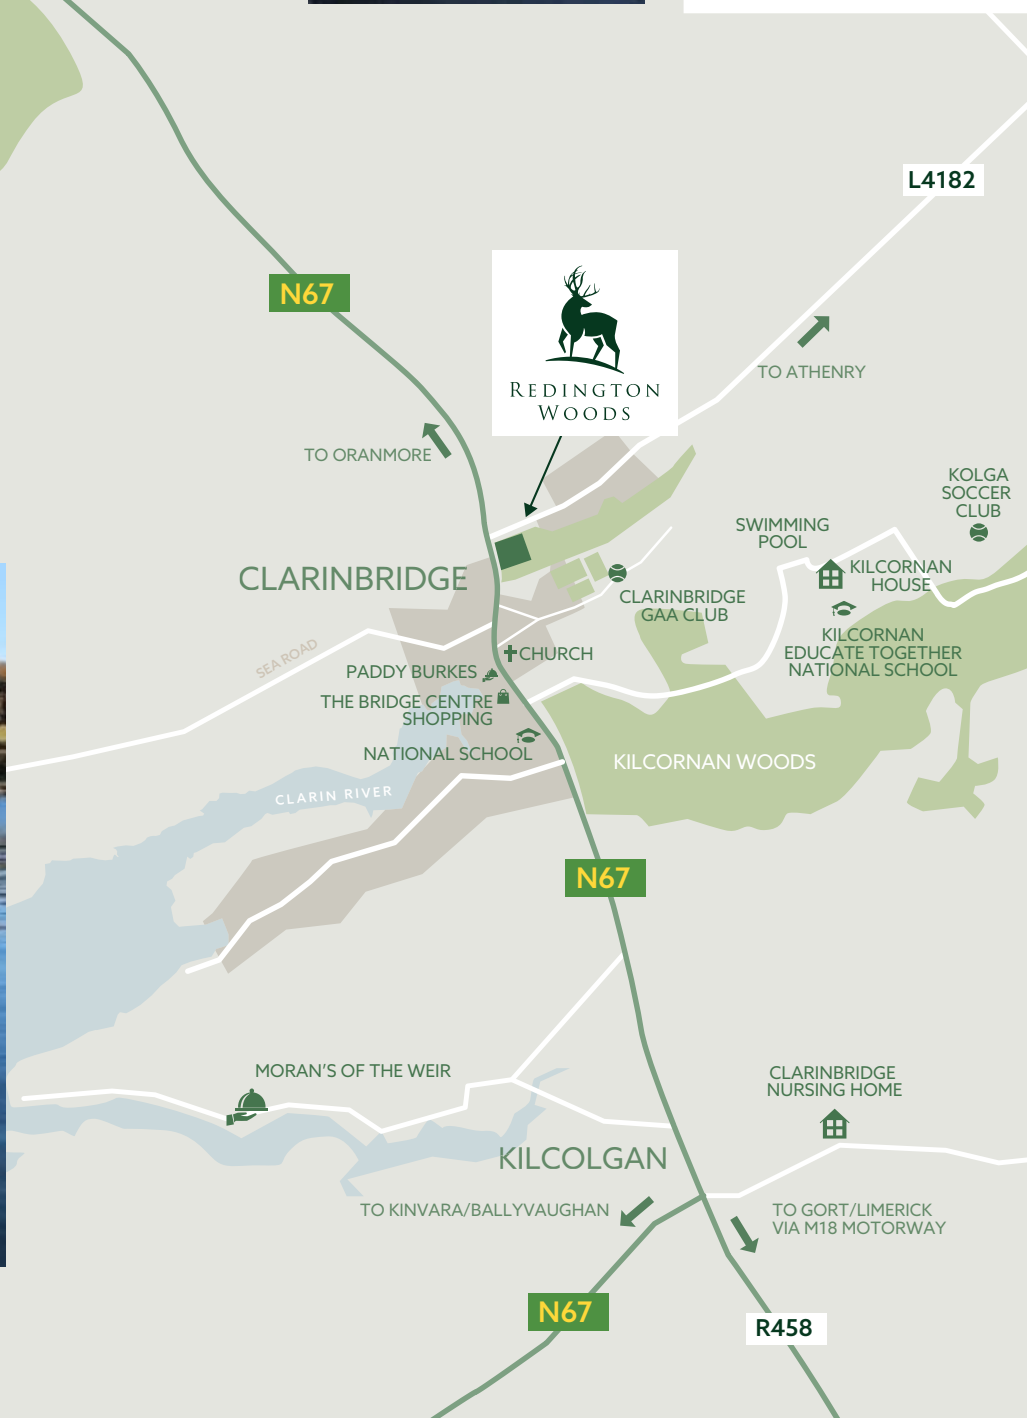 L4182
N67
REDINGTON
WOODS
TO ATHENRY
TO ORANMORE
KOLGA
SOCCER
CLUB
SWIMMING
POOL
KILCORNAN
HOUSE
CLARINBRIDGE
CLARINBRIDGE
GAA CLUB
KILCORNAN
EDUCATE TOGETHER
NATIONAL SCHOOL
SEA ROAD
CHURCH
PADDY BURKES
THE BRIDGE CENTRE
SHOPPING
NATIONAL SCHOOL
KILCORNAN WOODS
CLARIN RIVER
N67
MORAN'S OF THE WEIR
CLARINBRIDGE
NURSING HOME
KILCOLGAN
TO KINVARA/BALLYVAUGHAN
TO GORT/LIMERICK
VIA M18 MOTORWAY
N67
R458